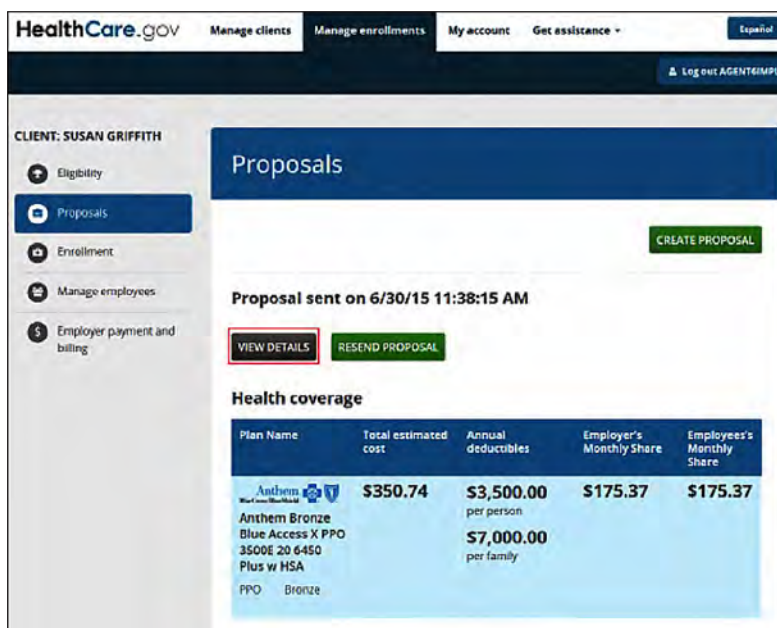 HealthCare.gov
Manage clients
Manage enrollments
My account
Get assistance
Español
Log out AGENT6IMPL
CLIENT: SUSAN GRIFFITH
Eligibility
Proposals
Enrollment
Manage employees
$ Employer payment and
billing
Proposals
CREATE PROPOSAL
Proposal sent on 6/30/15 11:38:15 AM
VIEW DETAILS
RESEND PROPOSAL
Health coverage
Plan Name
Total estimated
cost
Annual
deductibles
Employer's
Monthly Share
Employees's
Monthly
Share
Anthem
BlueCross BlueShield
Anthem Bronze
Blue Access X PPO
3500E 20 6450
Plus w HSA
PPO Bronze
$350.74
$3,500.00
per person
$7,000.00
per family
$175.37
$175.37